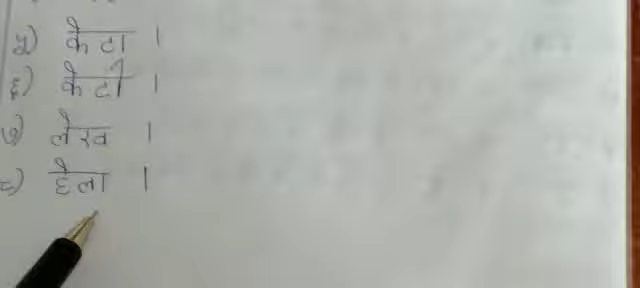 ५) केटा ।
६) केटी ।
७) लेख ।
८) ठेला ।